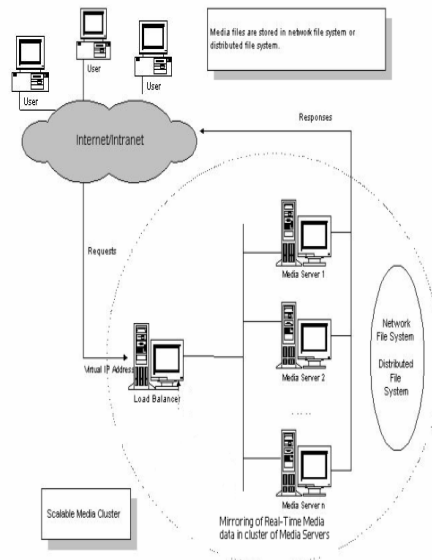 Media files are stored in network file system or
distributed file system.
User
User
User
Internet/Intranet
Responses
Requests
Media Server 1
Virtual IP Address
Load Balancer
Media Server 2
Network
File System
Distributed
File
System
......
Media Server n
Scalable Media Cluster
Mirroring of Real-Time Media
data in cluster of Media Servers